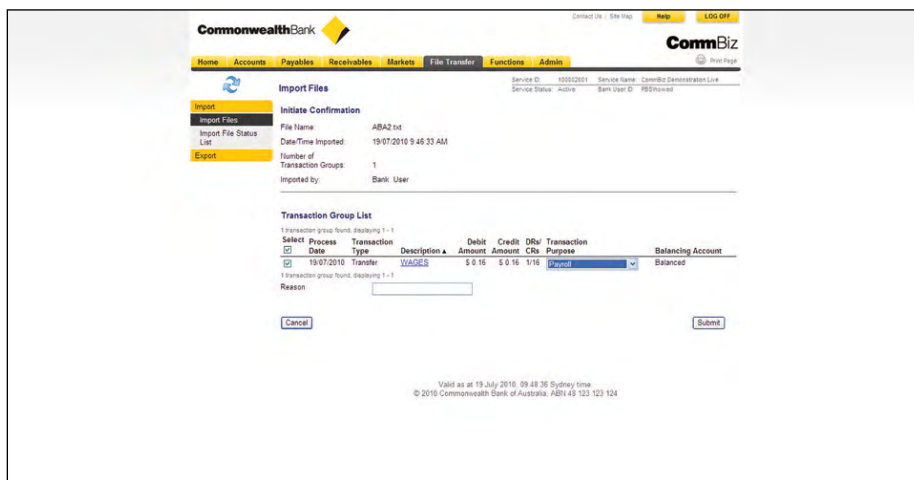 Contact Us / Site Map
Help
LOG OFF
CommonwealthBank
CommBiz
Home Accounts Payables Receivables Markets File Transfer Functions Admin
Print Page
Service ID: 100002001 Service Name: CommBiz Demonstration Live
Service Status: Active Bank User ID:
Import Files
Import
Import Files
Import File Status
List
Export
Initiate Confirmation
File Name: ABA2.txt
Date/Time Imported: 19/07/2010 9:46:33 AM
Number of
Transaction Groups: 1
Imported by: Bank User
Transaction Group List
1 transaction group found, displaying 1 - 1
Select Process Transaction Debit Credit DRs/ Transaction
Date Type Description ▲ Amount Amount CRs Purpose Balancing Account
19/07/2010 Transfer WAGES $ 0.16 $ 0.16 1/16 Payroll Balanced
1 transaction group found, displaying 1 - 1
Reason
Cancel
Submit
Valid as at 19 July 2010, 09:48:36 Sydney time
© 2010 Commonwealth Bank of Australia. ABN 48 123 123 124